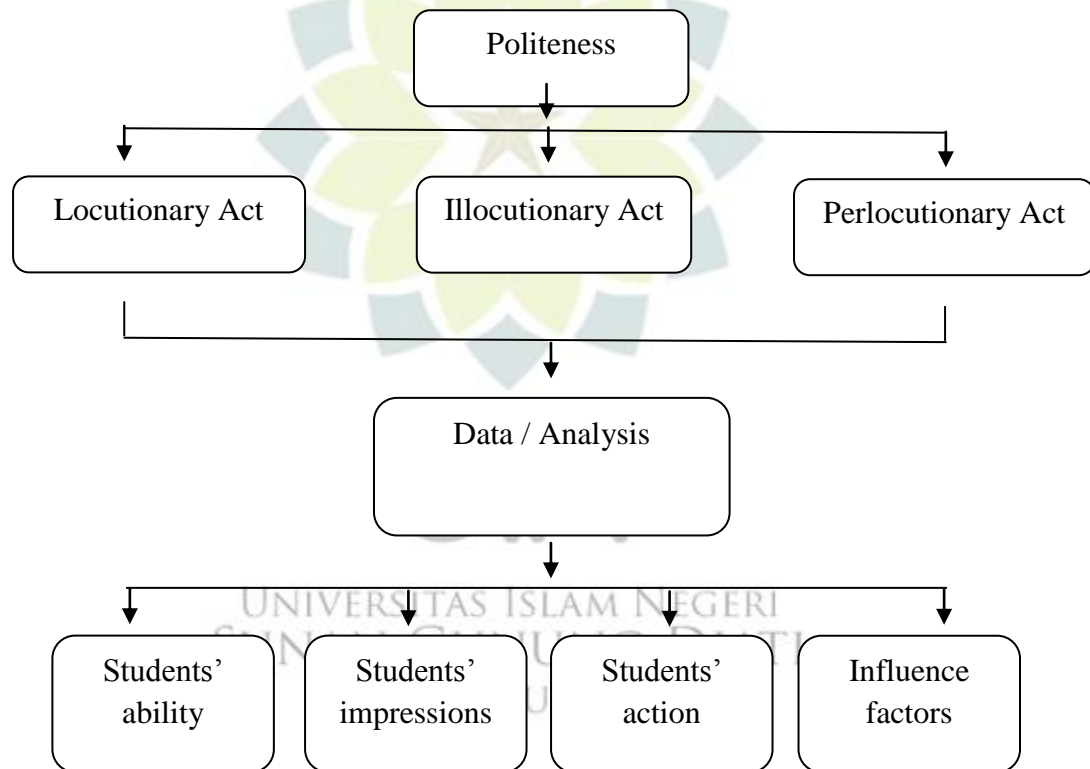 Politeness
Locutionary Act
Illocutionary Act
Perlocutionary Act
Data / Analysis
UNIVERSITAS ISLAM NEGERI
Students’
ability
Students’
impressions
Students’
action
Influence
factors